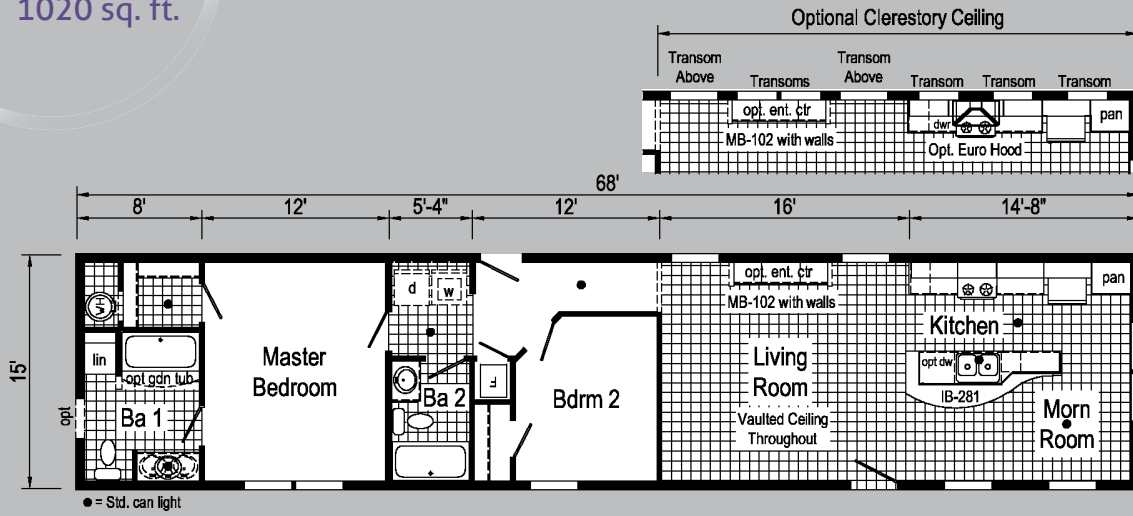 1020 sq. ft.
Optional Clerestory Ceiling
Transom
Above
Transoms
Transom
Above
Transom
Transom
Transom
opt. ent. ctr
MB-102 with walls
dwr
Opt. Euro Hood
pan
68'
8'
12'
5'-4"
12'
16'
14'-8"
15'
WH
lin
opt gdn tub
opt
Ba 1
Master
Bedroom
d
w
Ba 2
F
Bdrm 2
opt. ent. ctr
MB-102 with walls
Living
Room
Vaulted Ceiling
Throughout
pan
Kitchen
opt dw
IB-281
Morn
Room
● = Std. can light